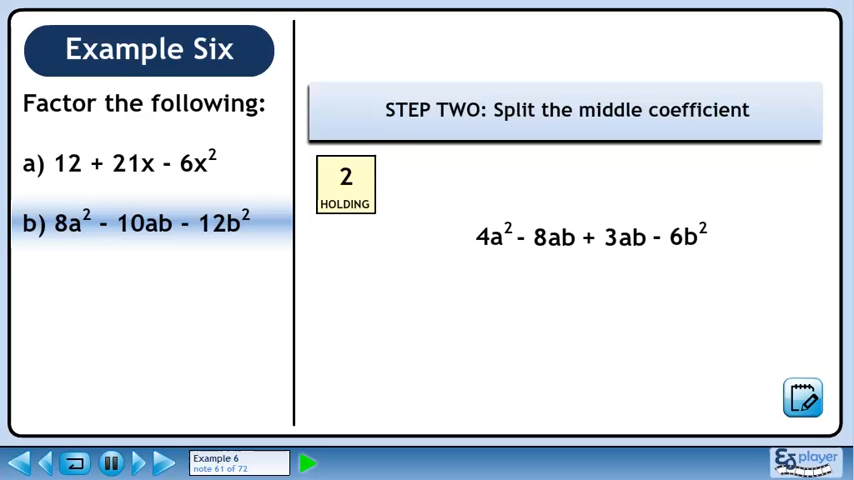 Example Six
Factor the following:
a) 12 + 21x - 6x²
b) 8a² - 10ab - 12b²
STEP TWO: Split the middle coefficient
2
HOLDING
4a² - 8ab + 3ab - 6b²
Example 6
note 61 of 72
player